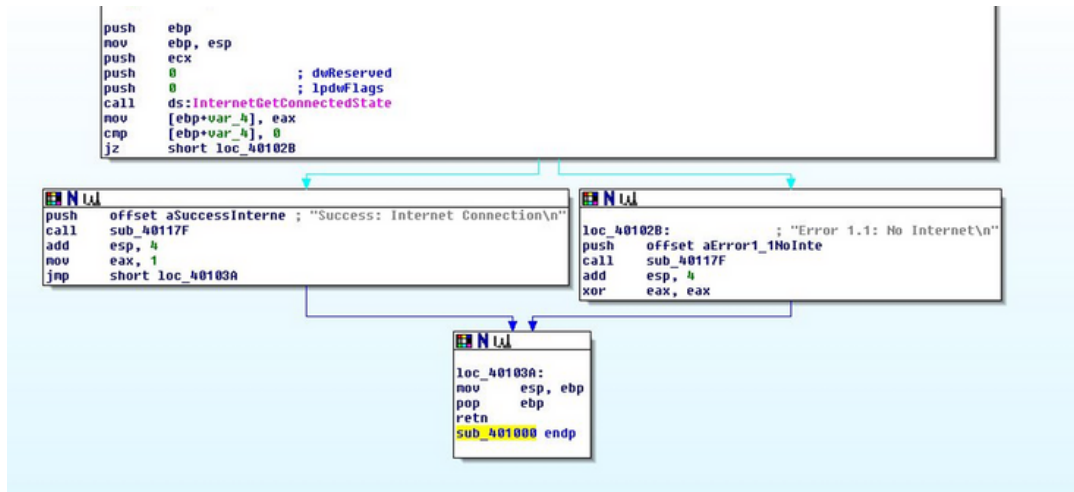 push ebp
mov ebp, esp
push ecx
push 0 ; dwReserved
push 0 ; lpdwFlags
call ds:InternetGetConnectedState
mov [ebp+var_4], eax
cmp [ebp+var_4], 0
jz short loc_40102B
push offset aSuccessInterne ; "Success: Internet Connection\n"
call sub_40117F
add esp, 4
mov eax, 1
jmp short loc_40103A
loc_40102B: ; "Error 1.1: No Internet\n"
push offset aError1_1NoInte
call sub_40117F
add esp, 4
xor eax, eax
loc_40103A:
mov esp, ebp
pop ebp
retn
sub_401000 endp